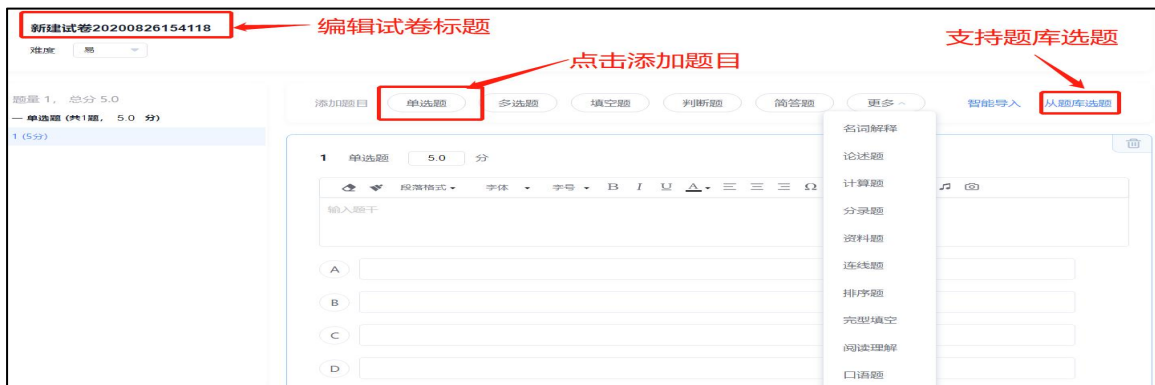 新建试卷20200826154118
编辑试卷标题
难度 易
支持题库选题
点击添加题目
题量 1， 总分 5.0
添加题目 单选题 多选题 填空题 判断题 简答题 更多 智能导入 从题库选题
一 单选题 (共1题， 5.0 分)
1 (5分)
名词解释
1 单选题 5.0 分
论述题
段落格式 字体 字号 B I U A Ω
计算题
输入题干
分录题
资料题
A
连线题
B
排序题
C
完型填空
阅读理解
D
口语题